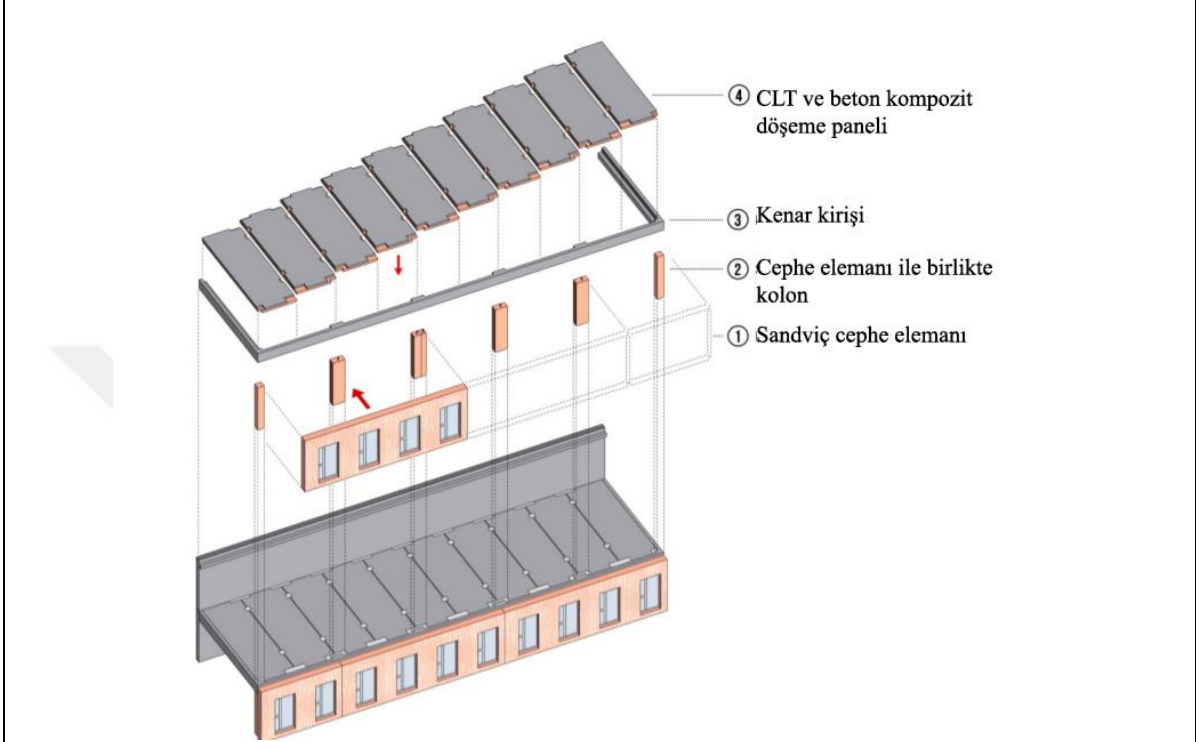 ④ CLT ve beton kompozit
döşeme paneli
③ Kenar kirişi
② Cephe elemanı ile birlikte
kolon
① Sandviç cephe elemanı